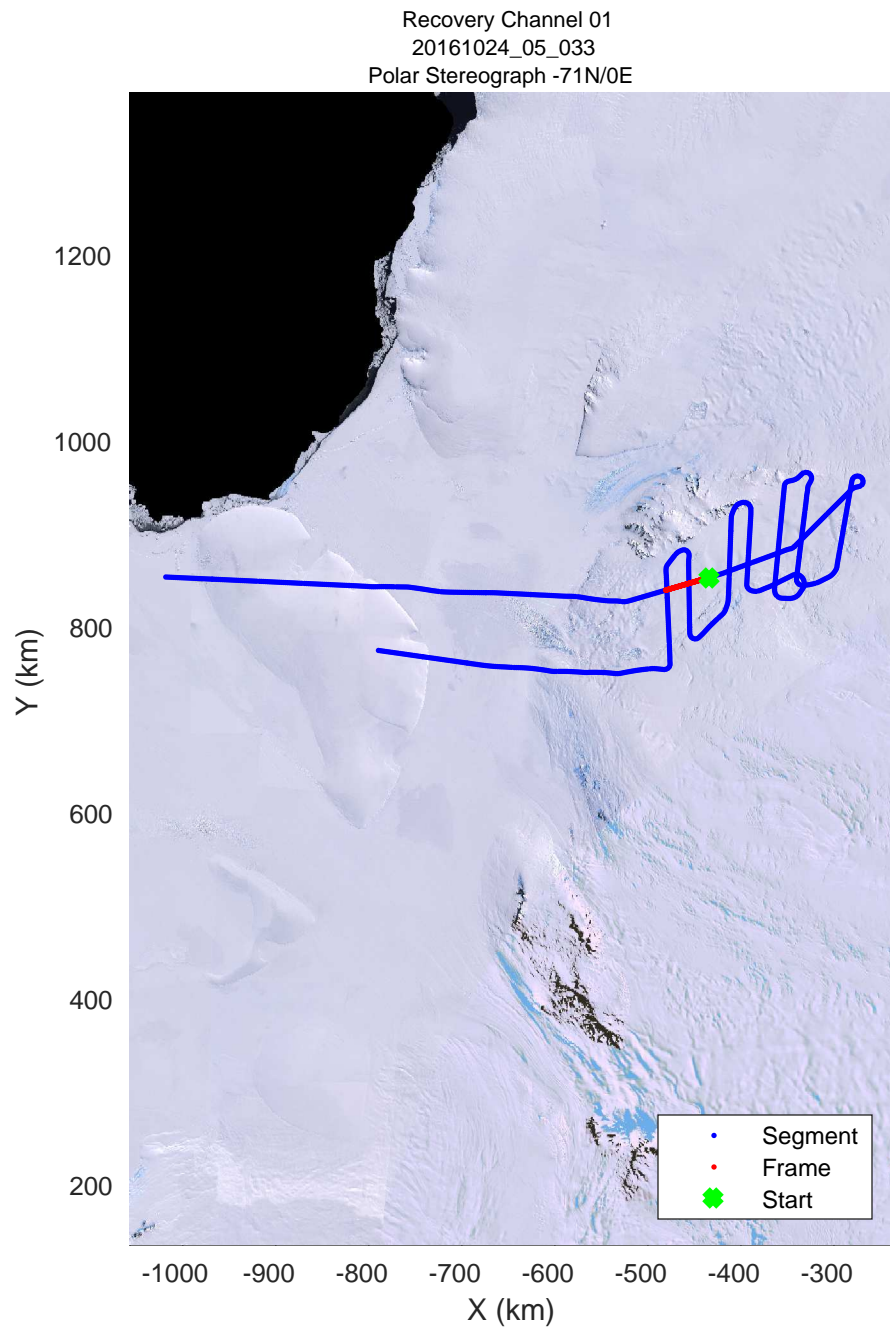 Recovery Channel 01
20161024_05_033
Polar Stereograph -71N/0E
1200
1000
800
600
400
200
Y (km)
-1000
-900
-800
-700
-600
-500
-400
-300
X (km)
Segment
Frame
Start